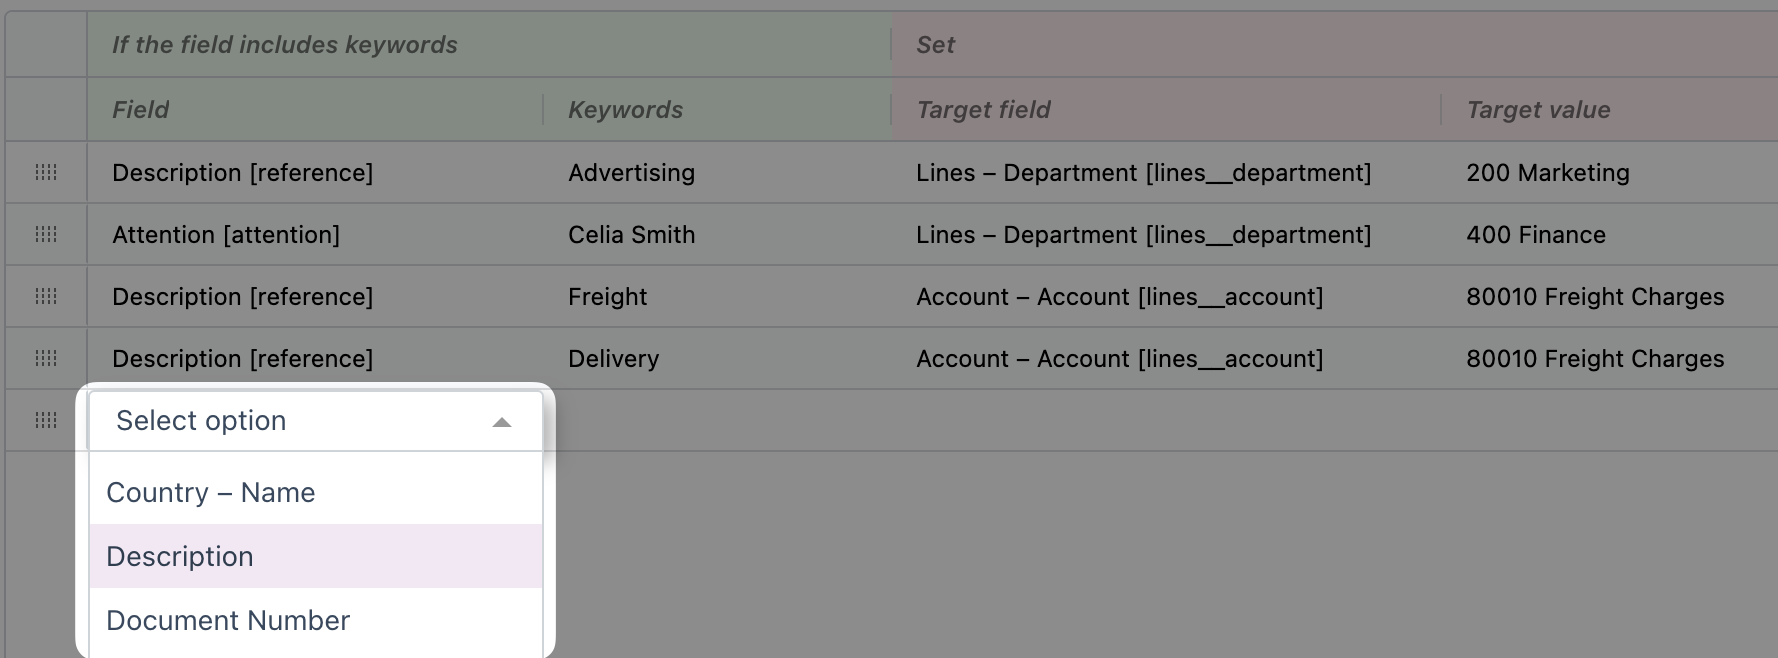 If the field includes keywords Set
Field Keywords Target field Target value
Description [reference] Advertising Lines – Department [lines__department] 200 Marketing
Attention [attention] Celia Smith Lines – Department [lines__department] 400 Finance
Description [reference] Freight Account – Account [lines__account] 80010 Freight Charges
Description [reference] Delivery Account – Account [lines__account] 80010 Freight Charges
Select option
Country – Name
Description
Document Number